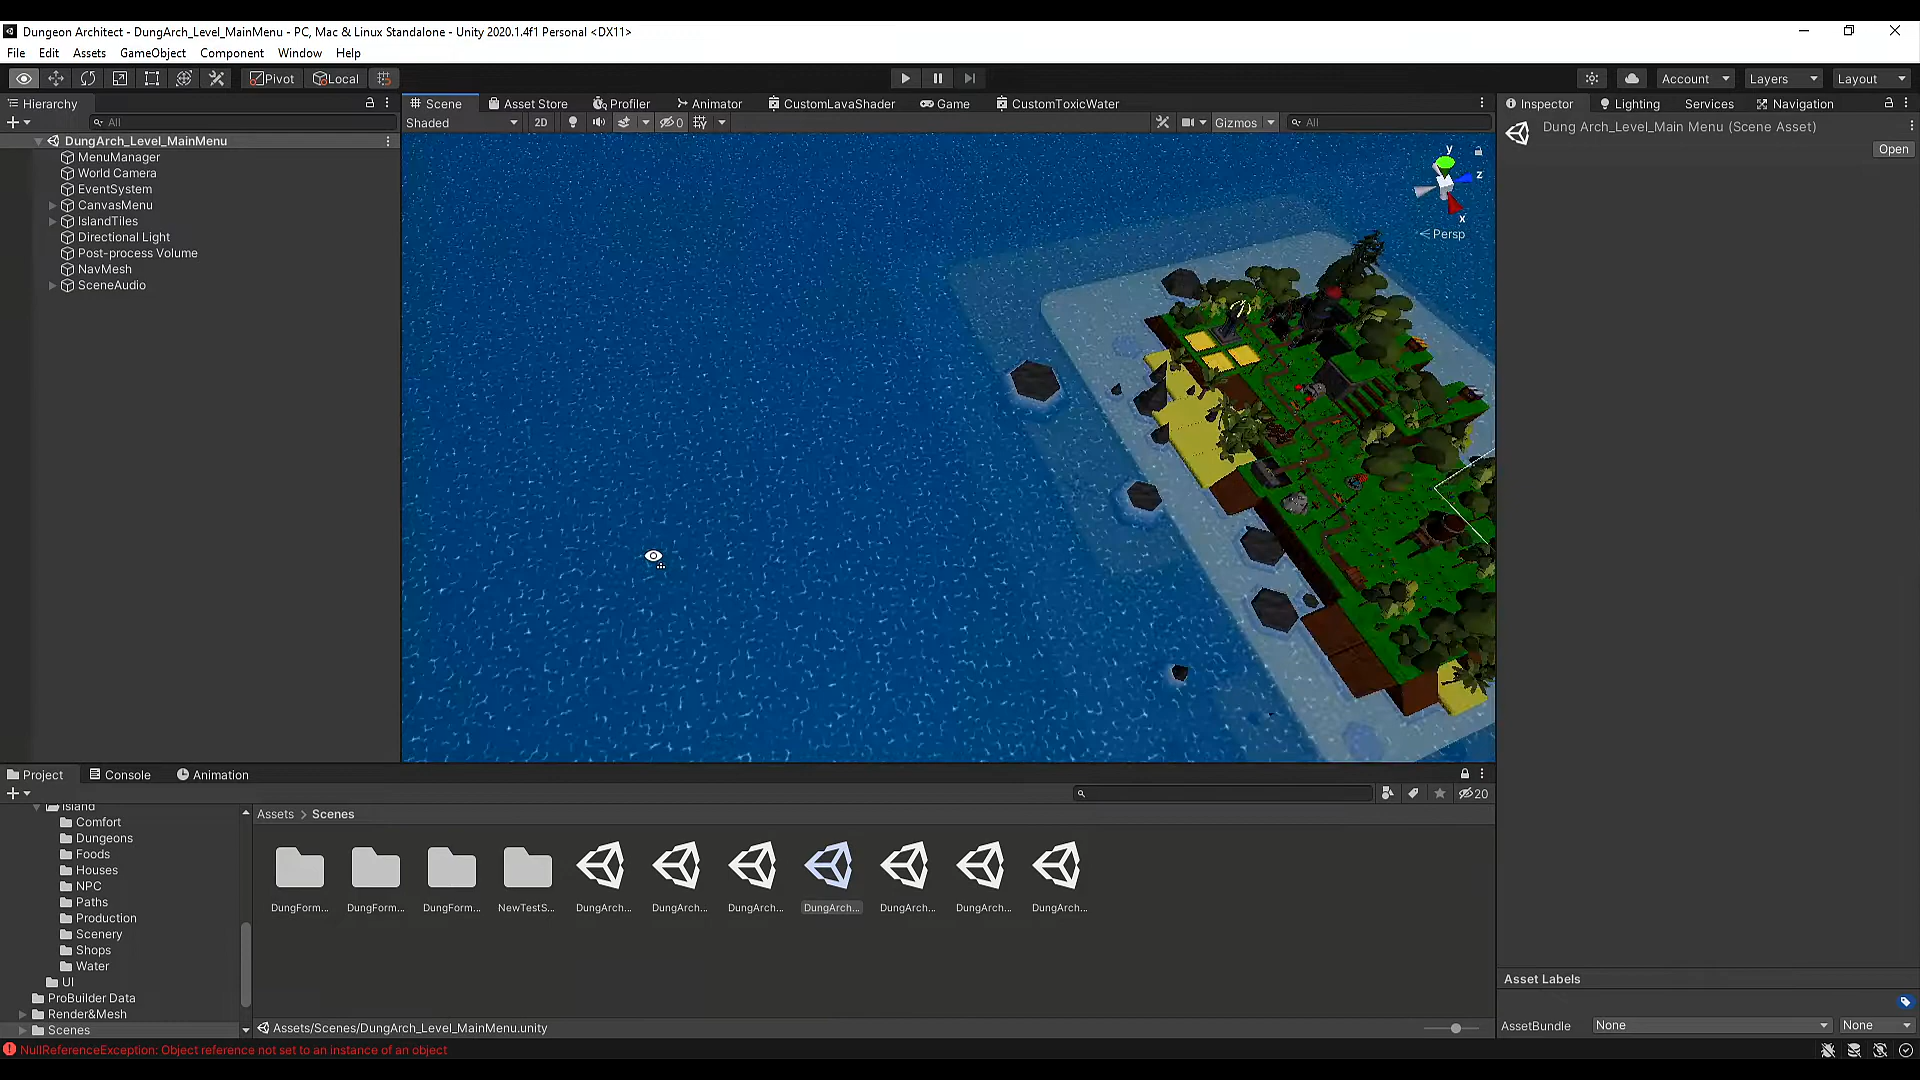 Dungeon Architect - DungArch_Level_MainMenu - PC, Mac & Linux Standalone - Unity 2020.1.4f1 Personal <DX11>
File Edit Assets GameObject Component Window Help
Pivot Local Account Layers Layout
Hierarchy
All
DungArch_Level_MainMenu
MenuManager
World Camera
EventSystem
CanvasMenu
IslandTiles
Directional Light
Post-process Volume
NavMesh
SceneAudio
Scene Asset Store Profiler Animator CustomLavaShader Game CustomToxicWater
Shaded 2D 0 Gizmos All
y
z
x
Persp
Inspector Lighting Services Navigation
Dung Arch_Level_Main Menu (Scene Asset)
Open
Project Console Animation
20
Island
Comfort
Dungeons
Foods
Houses
NPC
Paths
Production
Scenery
Shops
Water
UI
ProBuilder Data
Render&Mesh
Scenes
Assets > Scenes
DungForm... DungForm... DungForm... NewTestS... DungArch... DungArch... DungArch... DungArch... DungArch... DungArch... DungArch...
Assets/Scenes/DungArch_Level_MainMenu.unity
Asset Labels
AssetBundle None None
NullReferenceException: Object reference not set to an instance of an object